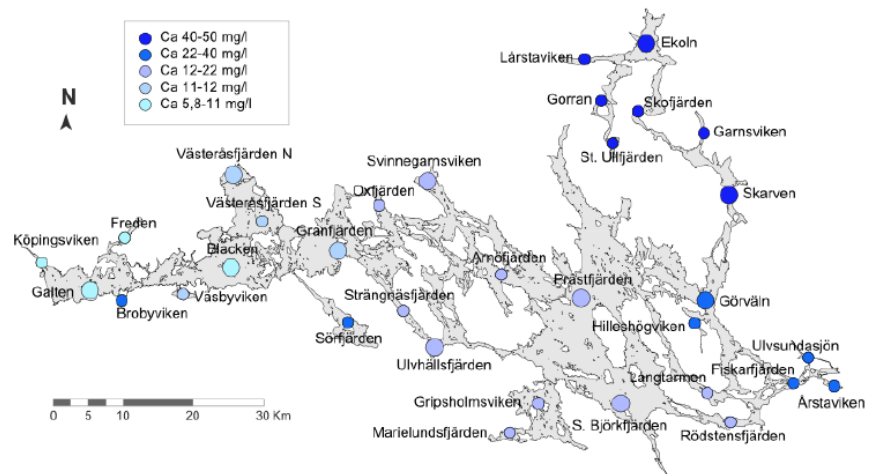 Ca 40-50 mg/l
Ca 22-40 mg/l
Ca 12-22 mg/l
Ca 11-12 mg/l
Ca 5,8-11 mg/l
N
Ekoln
Lårstaviken
Gorran
Skofjärden
Garnsviken
St. Ullfjärden
Västeråsfjärden N
Svinnegarnsviken
Oxfjärden
Skarven
Västeråsfjärden S
Freden
Granfjärden
Köpingsviken
Blacken
Arnöfjärden
Prästfjärden
Galten
Väsbyviken
Strängnäsfjärden
Görväln
Brobyviken
Sörfjärden
Hilleshögviken
Ulvsundasjön
Ulvhällsfjärden
Fiskarfjärden
Långtarmen
Årstaviken
Gripsholmsviken
S. Björkfjärden
Marielundsfjärden
Rödstensfjärden
0 5 10 20 30 Km